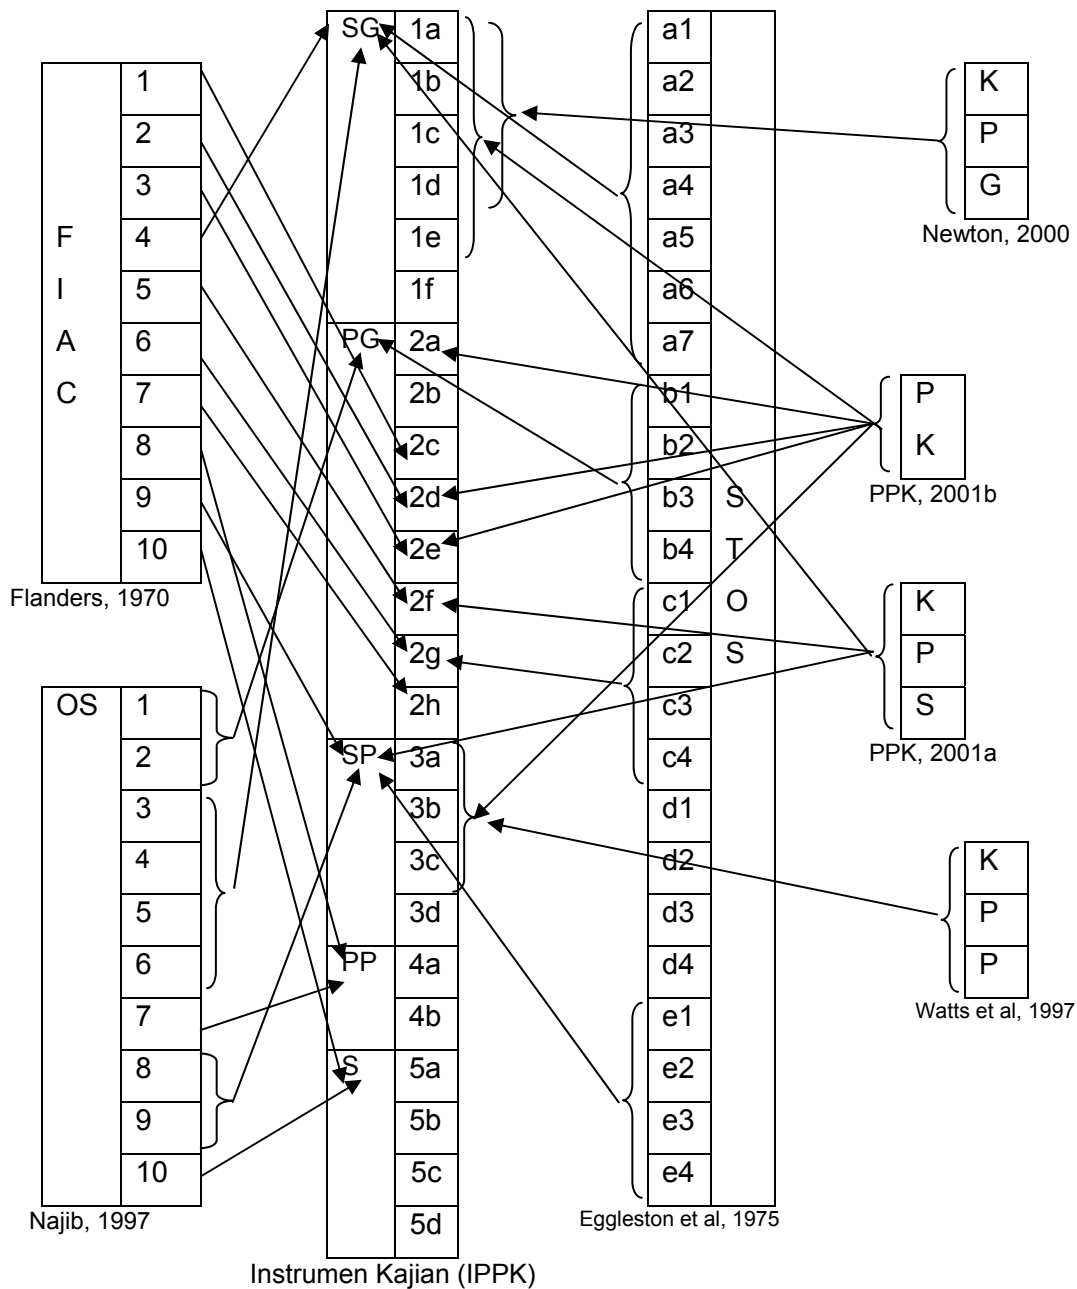 F
I
A
C
1
2
3
4
5
6
7
8
9
10
Flanders, 1970
OS
1
2
3
4
5
6
7
8
9
10
Najib, 1997
SG
1a
1b
1c
1d
1e
1f
PG
2a
2b
2c
2d
2e
2f
2g
2h
SP
3a
3b
3c
3d
PP
4a
4b
S
5a
5b
5c
5d
Instrumen Kajian (IPPK)
a1
a2
a3
a4
a5
a6
a7
b1
b2
b3
b4
c1
c2
c3
c4
d1
d2
d3
d4
e1
e2
e3
e4
S
T
O
S
Eggleston et al, 1975
K
P
G
Newton, 2000
P
K
PPK, 2001b
K
P
S
PPK, 2001a
K
P
P
Watts et al, 1997